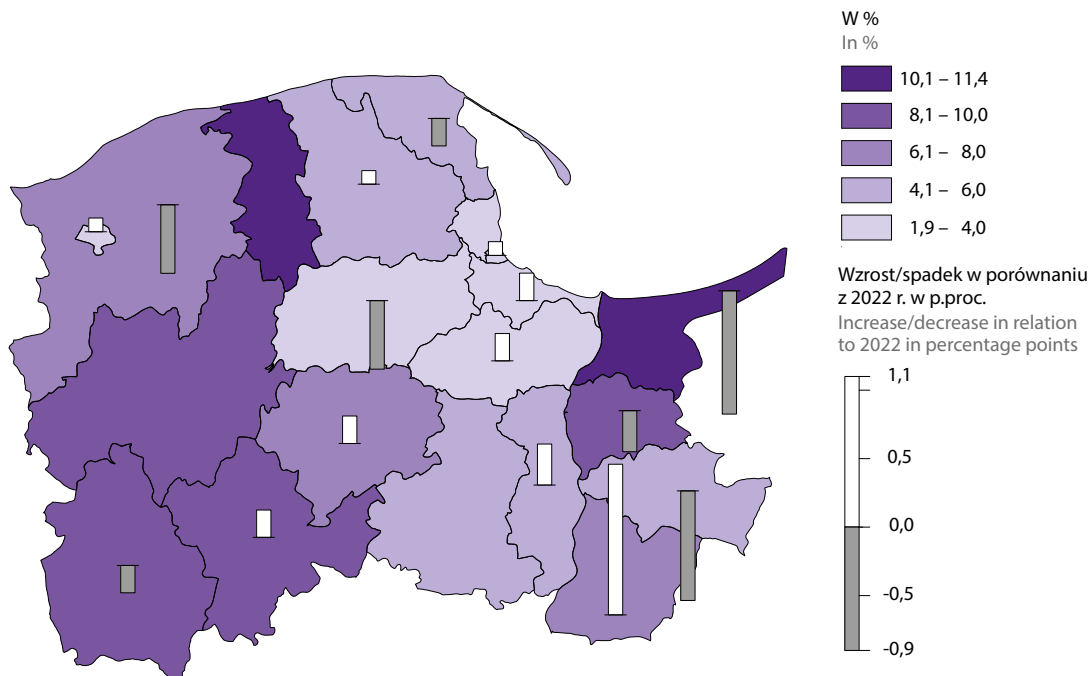 W %
In %
10,1 – 11,4
8,1 – 10,0
6,1 – 8,0
4,1 – 6,0
1,9 – 4,0
Wzrost/spadek w porównaniu
z 2022 r. w p.proc.
Increase/decrease in relation
to 2022 in percentage points
1,1
0,5
0,0
-0,5
-0,9